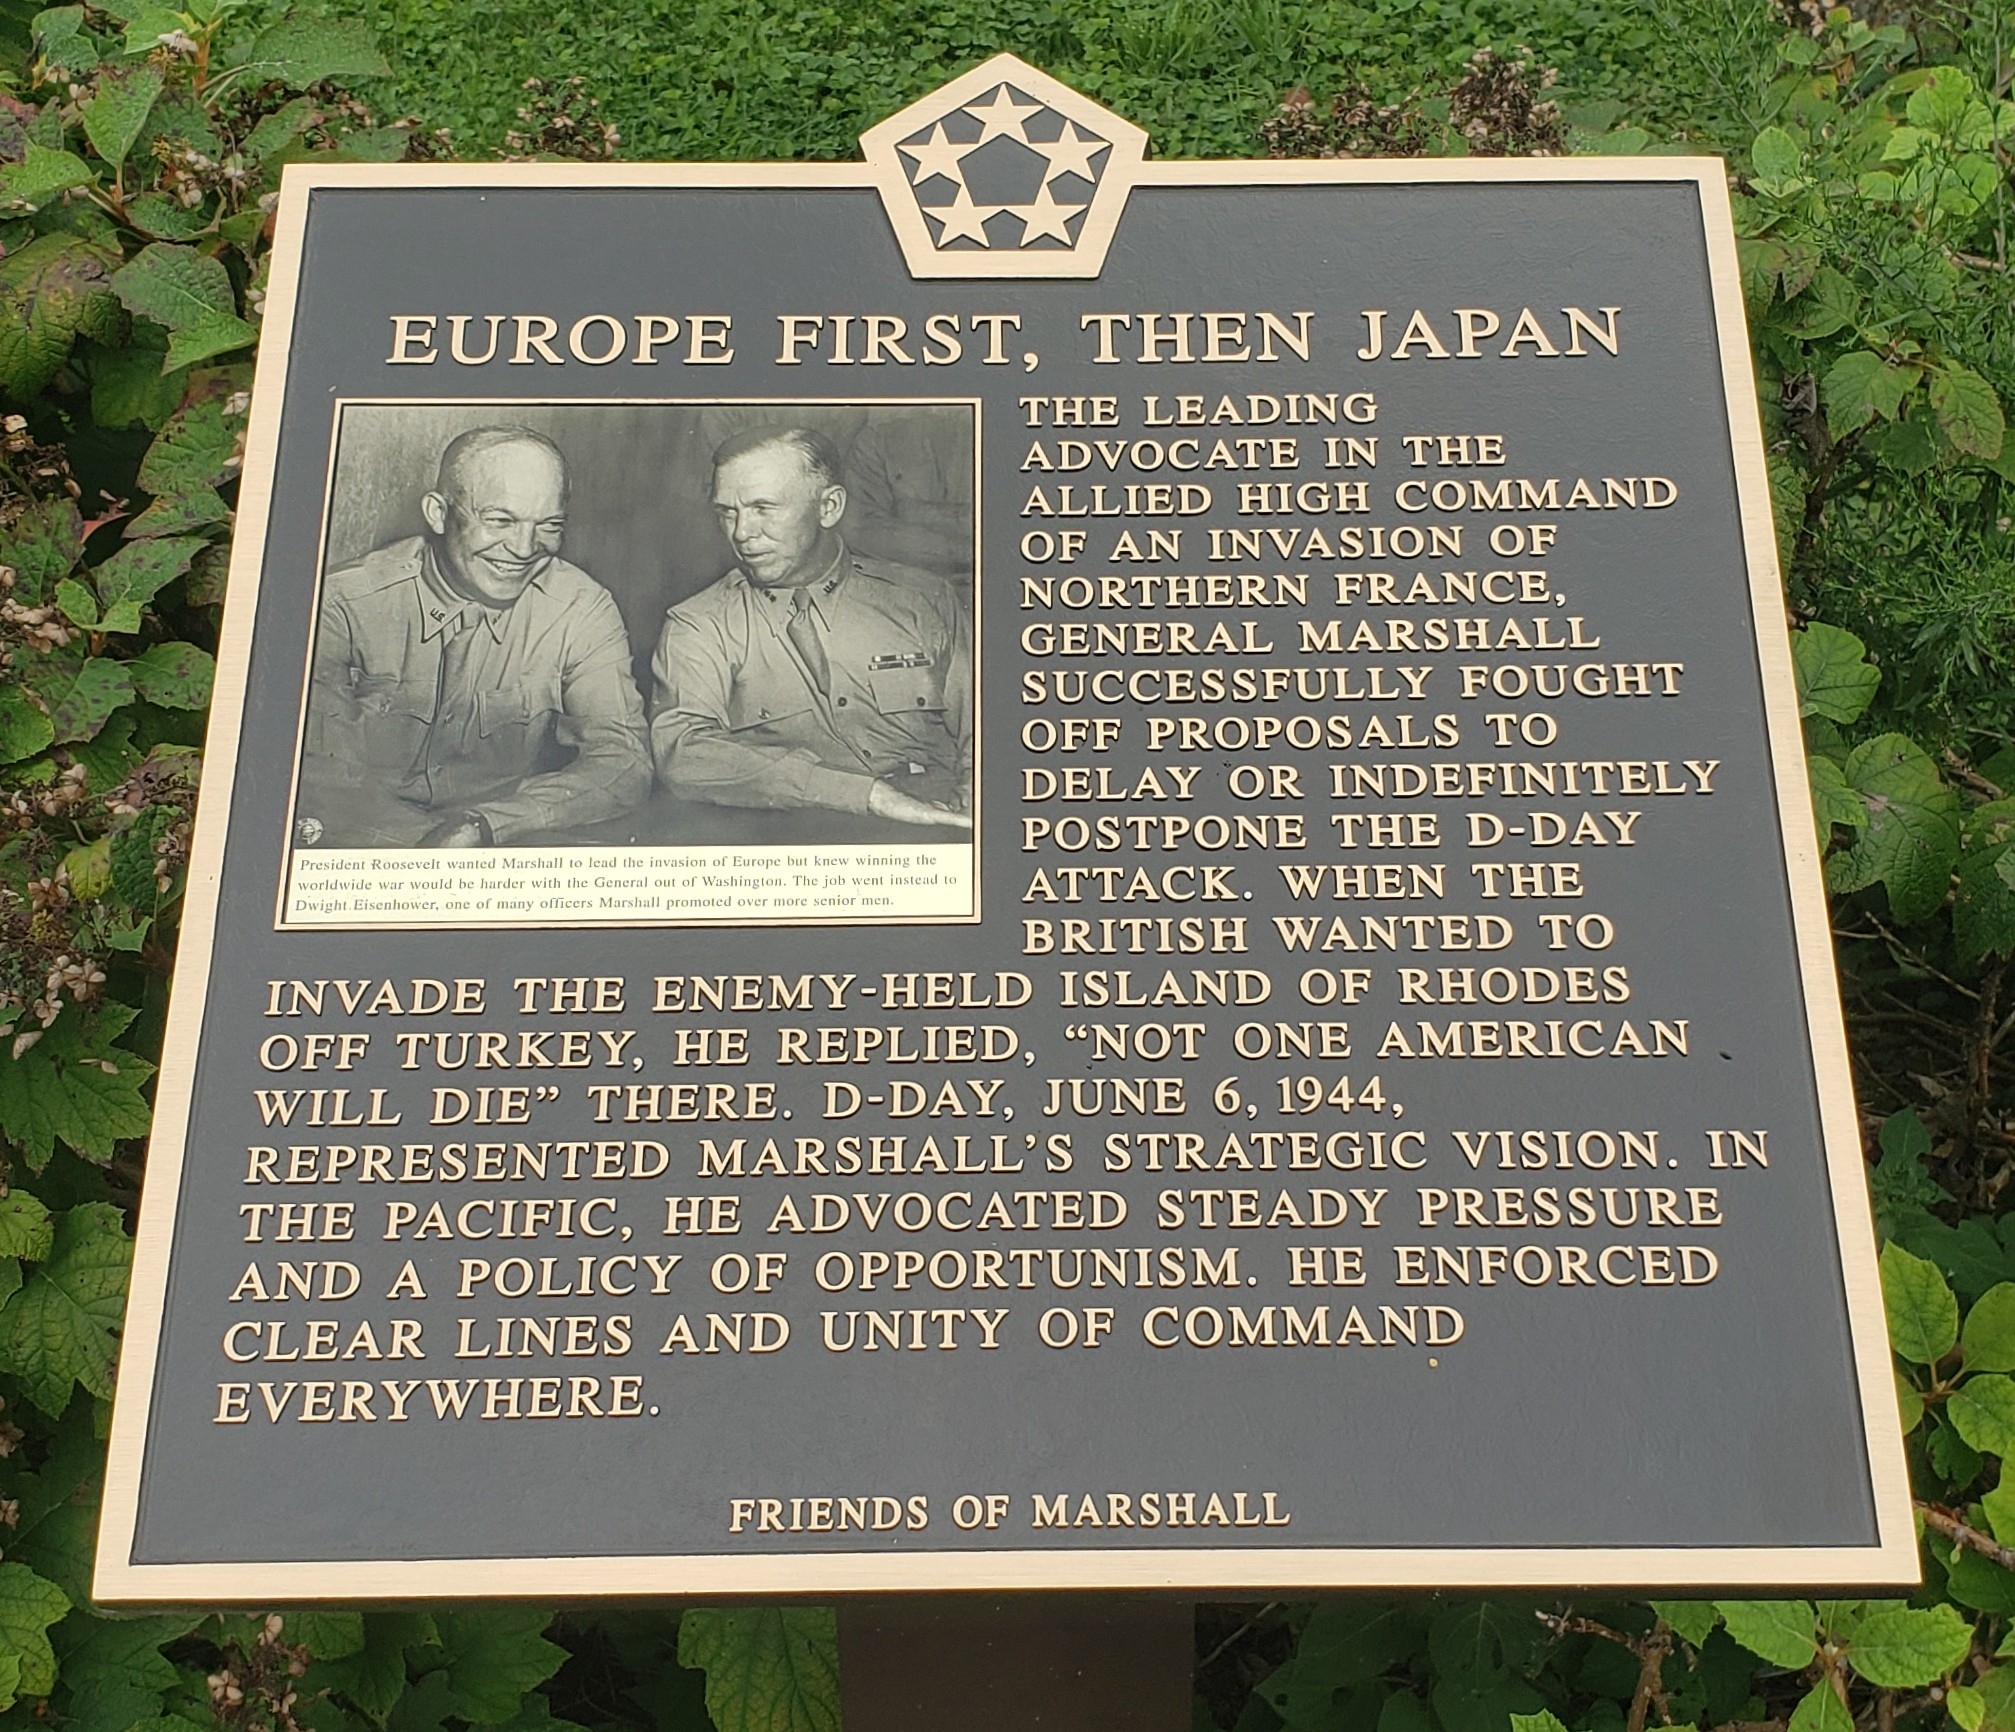 EUROPE FIRST, THEN JAPAN
THE LEADING
ADVOCATE IN THE
ALLIED HIGH COMMAND
OF AN INVASION OF
NORTHERN FRANCE,
GENERAL MARSHALL
SUCCESSFULLY FOUGHT
OFF PROPOSALS TO
DELAY OR INDEFINITELY
POSTPONE THE D-DAY
ATTACK. WHEN THE
BRITISH WANTED TO
INVADE THE ENEMY-HELD ISLAND OF RHODES
OFF TURKEY, HE REPLIED, “NOT ONE AMERICAN
WILL DIE” THERE. D-DAY, JUNE 6, 1944,
REPRESENTED MARSHALL’S STRATEGIC VISION. IN
THE PACIFIC, HE ADVOCATED STEADY PRESSURE
AND A POLICY OF OPPORTUNISM. HE ENFORCED
CLEAR LINES AND UNITY OF COMMAND
EVERYWHERE.
President Roosevelt wanted Marshall to lead the invasion of Europe but knew winning the
worldwide war would be harder with the General out of Washington. The job went instead to
Dwight Eisenhower, one of many officers Marshall promoted over more senior men.
FRIENDS OF MARSHALL